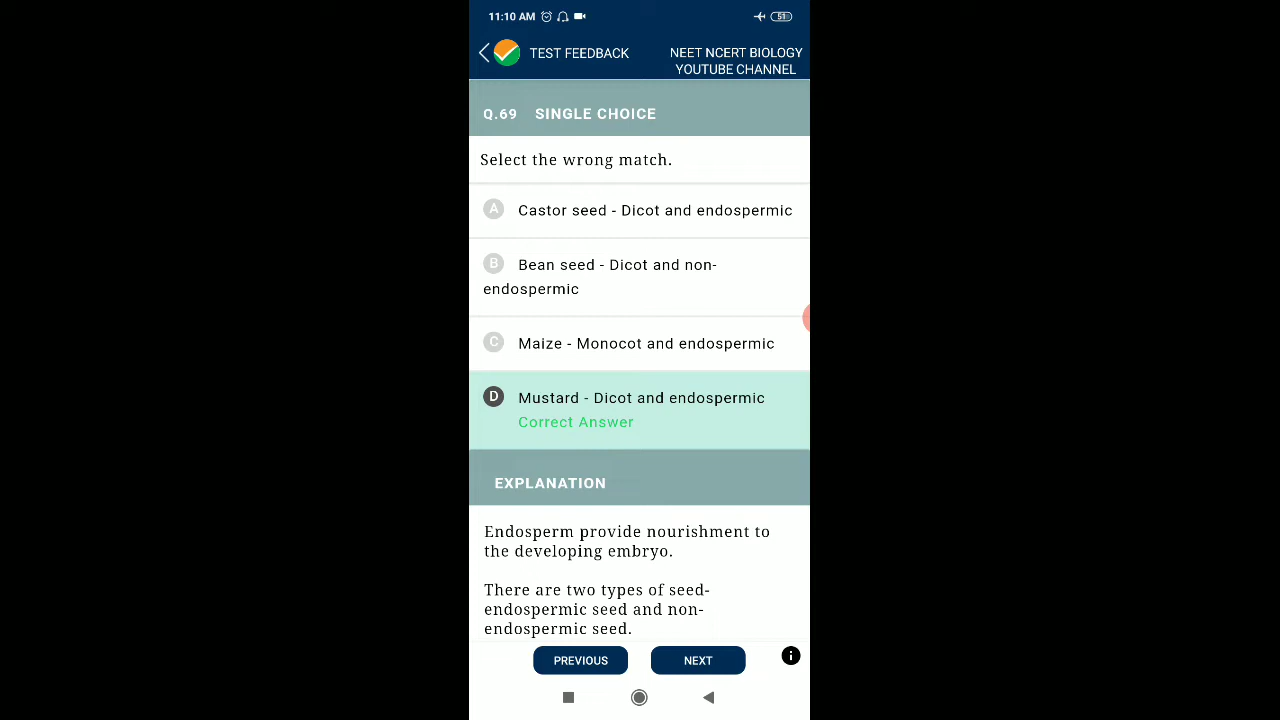 11:10 AM 51
TEST FEEDBACK
NEET NCERT BIOLOGY
YOUTUBE CHANNEL
Q.69 SINGLE CHOICE
Select the wrong match.
A Castor seed - Dicot and endospermic
B Bean seed - Dicot and non-
endospermic
C Maize - Monocot and endospermic
D Mustard - Dicot and endospermic
Correct Answer
EXPLANATION
Endosperm provide nourishment to
the developing embryo.
There are two types of seed-
endospermic seed and non-
endospermic seed.
PREVIOUS NEXT i